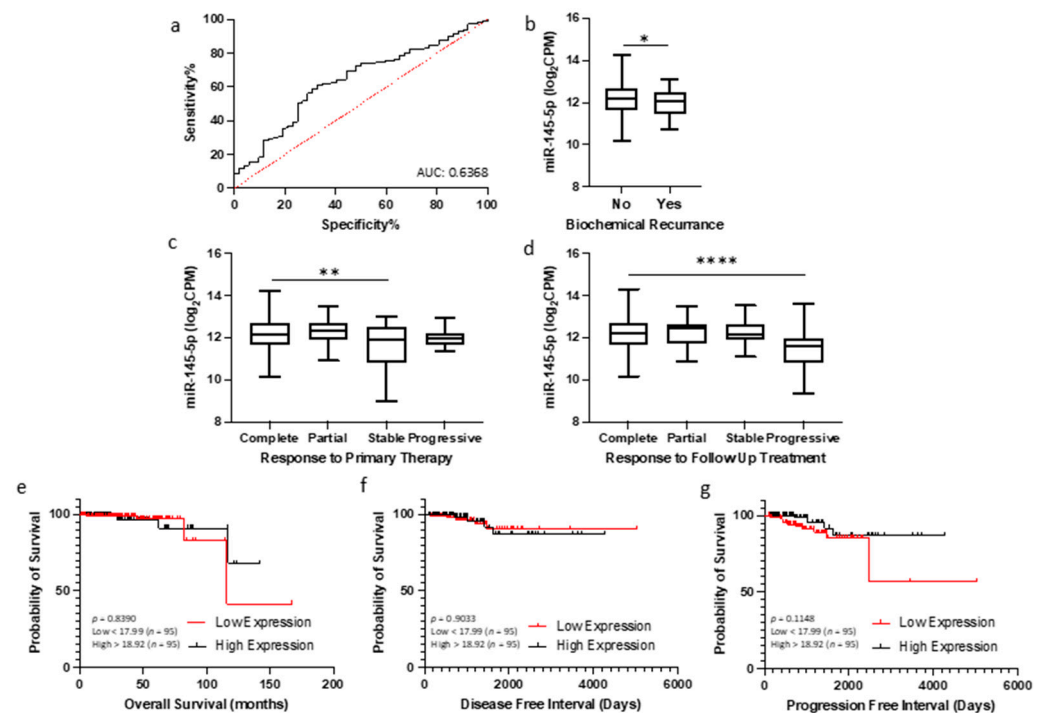 a
100
80
60
40
20
0
Sensitivity%
AUC: 0.6368
0 20 40 60 80 100
Specificity%
b
16
14
12
10
8
miR-145-5p (log2CPM)
*
No Yes
Biochemical Recurrance
c
16
14
12
10
8
miR-145-5p (log2CPM)
**
Complete Partial Stable Progressive
Response to Primary Therapy
d
16
14
12
10
8
miR-145-5p (log2CPM)
****
Complete Partial Stable Progressive
Response to Follow Up Treatment
e
100
50
0
Probability of Survival
p = 0.8390
Low < 17.99 (n = 95)
High > 18.92 (n = 95)
Low Expression
High Expression
0 50 100 150 200
Overall Survival (months)
f
100
50
0
Probability of Survival
p = 0.9033
Low < 17.99 (n = 95)
High > 18.92 (n = 95)
Low Expression
High Expression
0 2000 4000 6000
Disease Free Interval (Days)
g
100
50
0
Probability of Survival
p = 0.1148
Low < 17.99 (n = 95)
High > 18.92 (n = 95)
Low Expression
High Expression
0 2000 4000 6000
Progression Free Interval (Days)